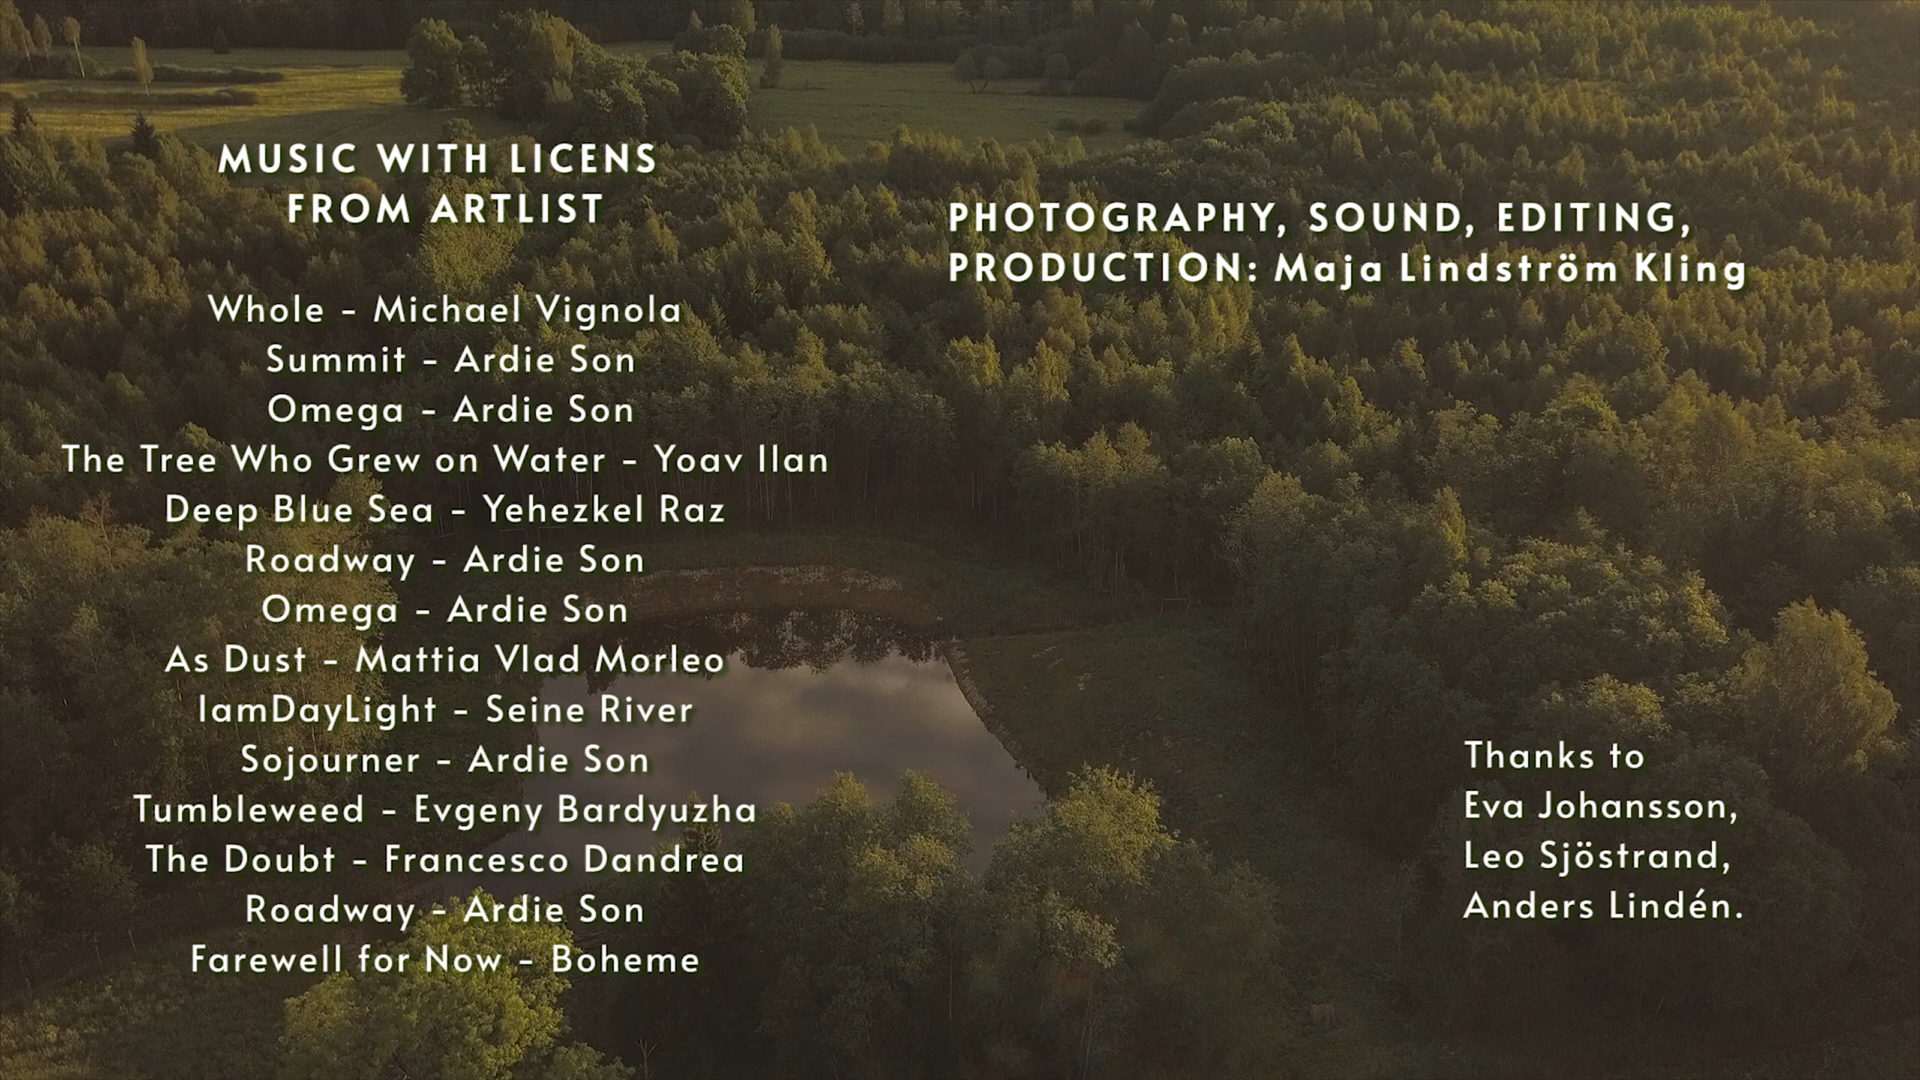 MUSIC WITH LICENS
FROM ARTLIST
Whole - Michael Vignola
Summit - Ardie Son
Omega - Ardie Son
The Tree Who Grew on Water - Yoav Ilan
Deep Blue Sea - Yehezkel Raz
Roadway - Ardie Son
Omega - Ardie Son
As Dust - Mattia Vlad Morleo
IamDayLight - Seine River
Sojourner - Ardie Son
Tumbleweed - Evgeny Bardyuzha
The Doubt - Francesco Dandrea
Roadway - Ardie Son
Farewell for Now - Boheme
PHOTOGRAPHY, SOUND, EDITING,
PRODUCTION: Maja Lindström Kling
Thanks to
Eva Johansson,
Leo Sjöstrand,
Anders Lindén.